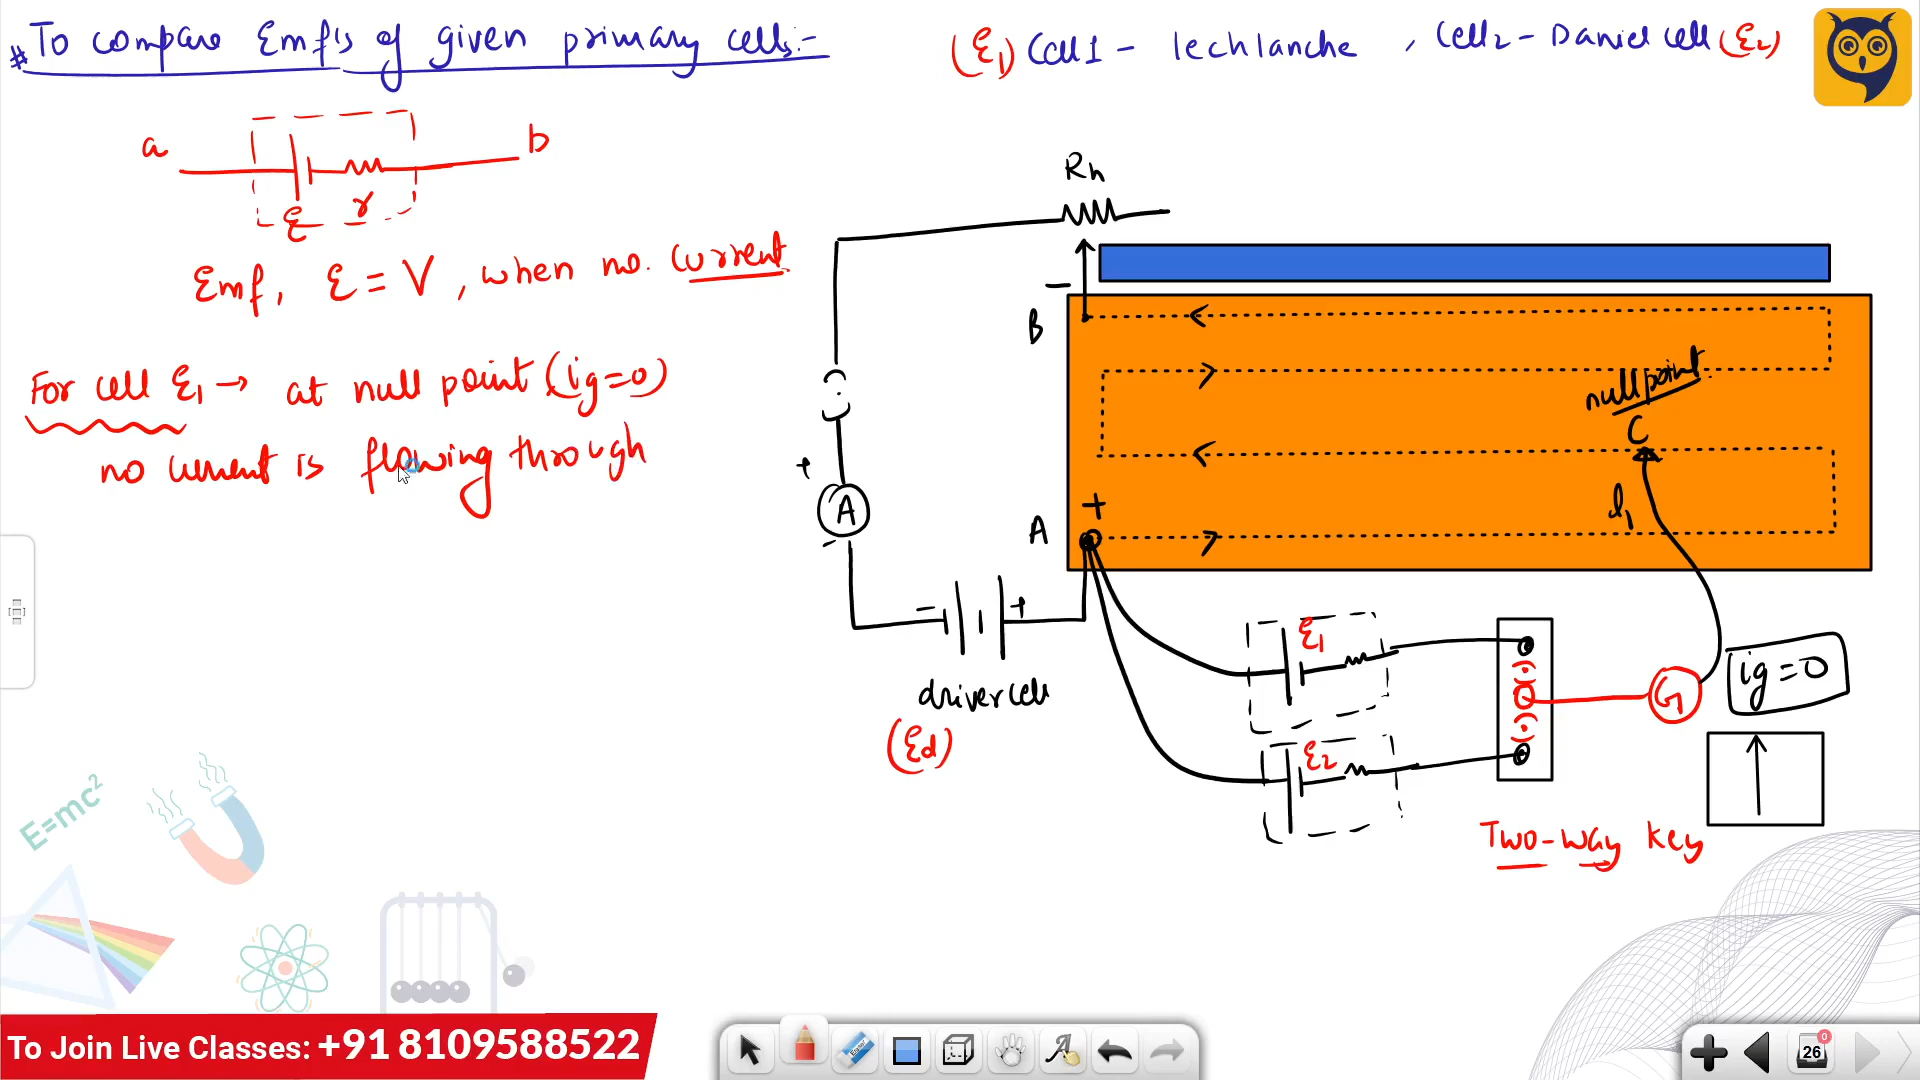 # To compare Emf's of given primary cells:-
(ε1) Cell 1 - lechlanche , Cell2 - Daniel cell (ε2)
a
b
ε r
Emf, ε = V, when no. current
For cell ε1 → at null point (ig=0)
no current is flowing through
Rh
-
B
null point
C
l1
+
A
+
A
-
-
+
driver cell
(εd)
ε1
ε2
G
ig = 0
Two-way key
E=mc²
To Join Live Classes: +91 8109588522
Eraser
A
0
26